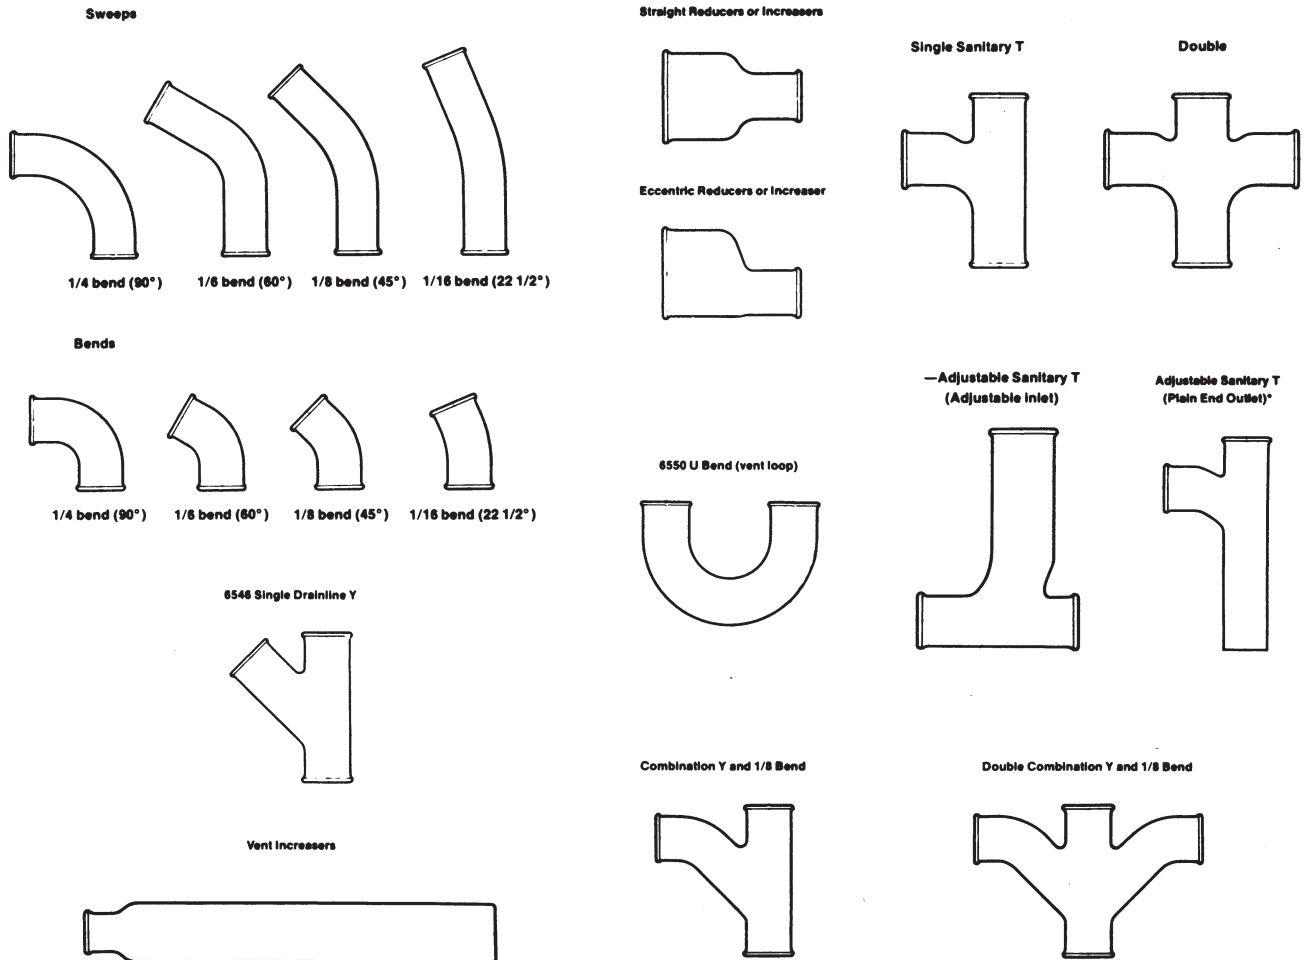 Sweeps
1/4 bend (90°)
1/6 bend (60°)
1/8 bend (45°)
1/16 bend (22 1/2°)
Bends
1/4 bend (90°)
1/6 bend (60°)
1/8 bend (45°)
1/16 bend (22 1/2°)
6546 Single Drainline Y
Vent Increasers
Straight Reducers or Increasers
Eccentric Reducers or Increaser
6550 U Bend (vent loop)
Combination Y and 1/8 Bend
Single Sanitary T
Double
—Adjustable Sanitary T
(Adjustable inlet)
Adjustable Sanitary T
(Plain End Outlet)*
Double Combination Y and 1/8 Bend